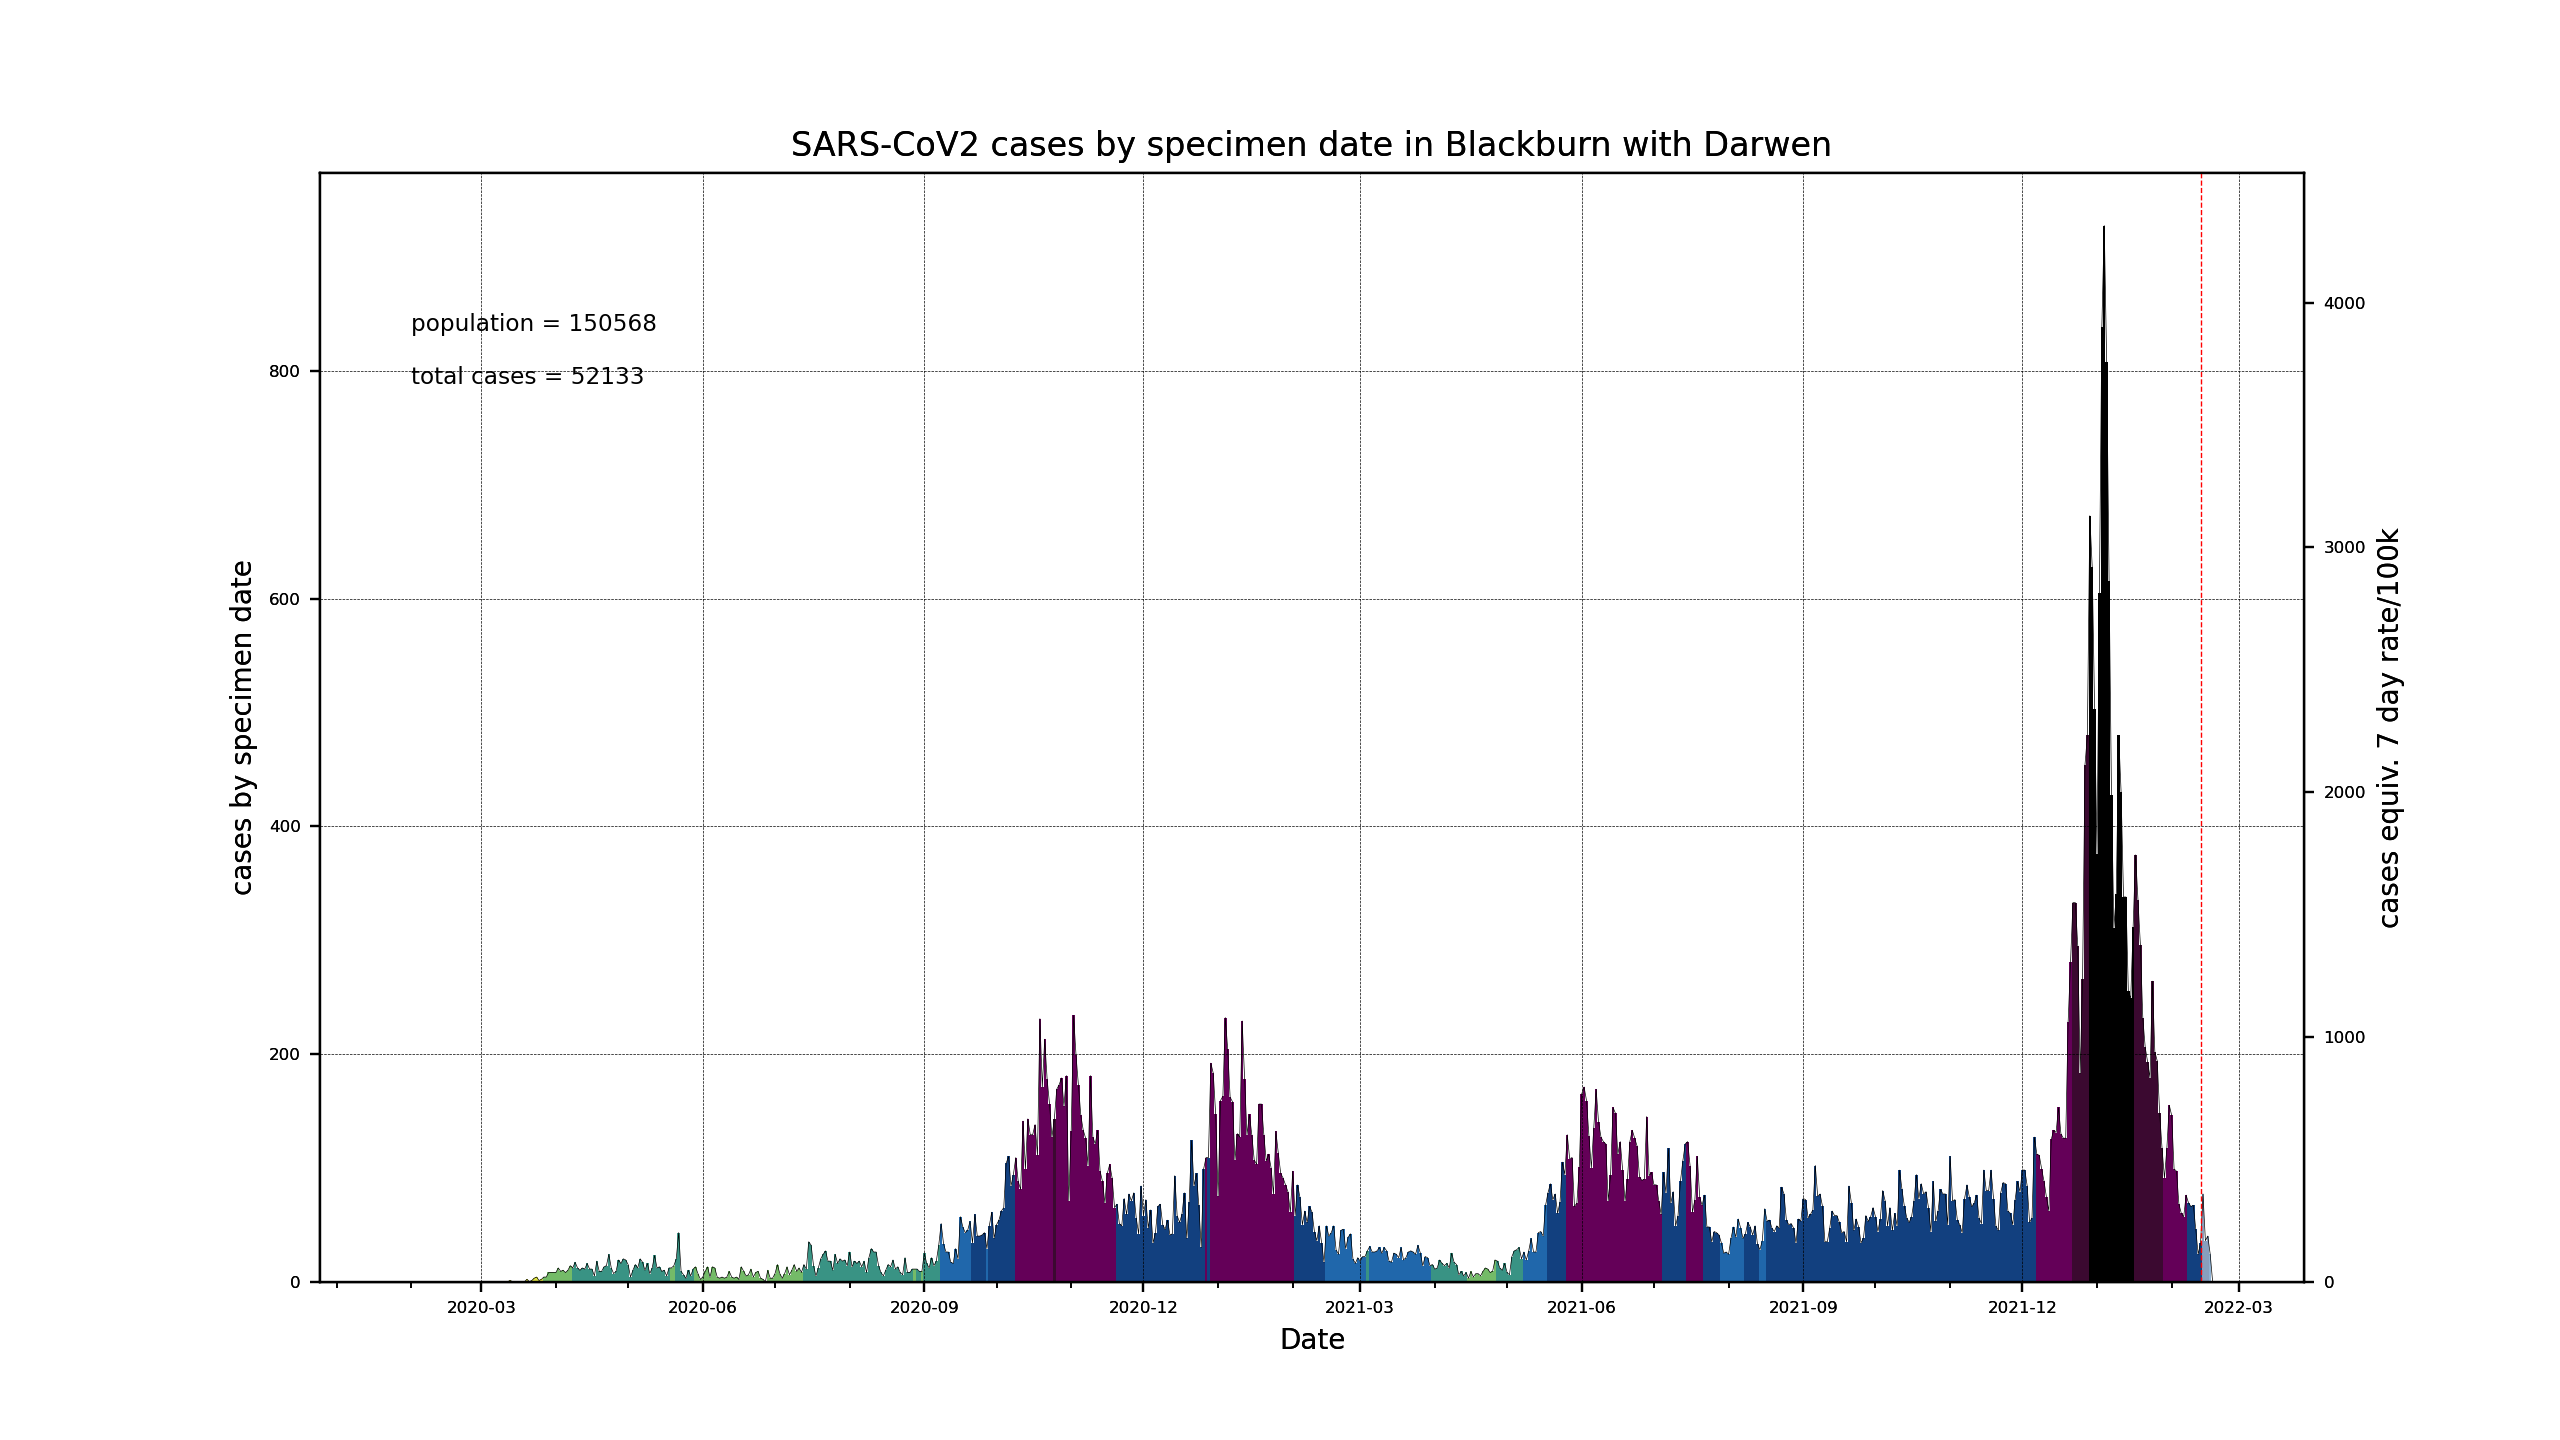 SARS-CoV2 cases by specimen date in Blackburn with Darwen
population = 150568
total cases = 52133
cases by specimen date
800
600
400
200
0
4000
3000
2000
1000
0
cases equiv. 7 day rate/100k
2020-03 2020-06 2020-09 2020-12 2021-03 2021-06 2021-09 2021-12 2022-03
Date